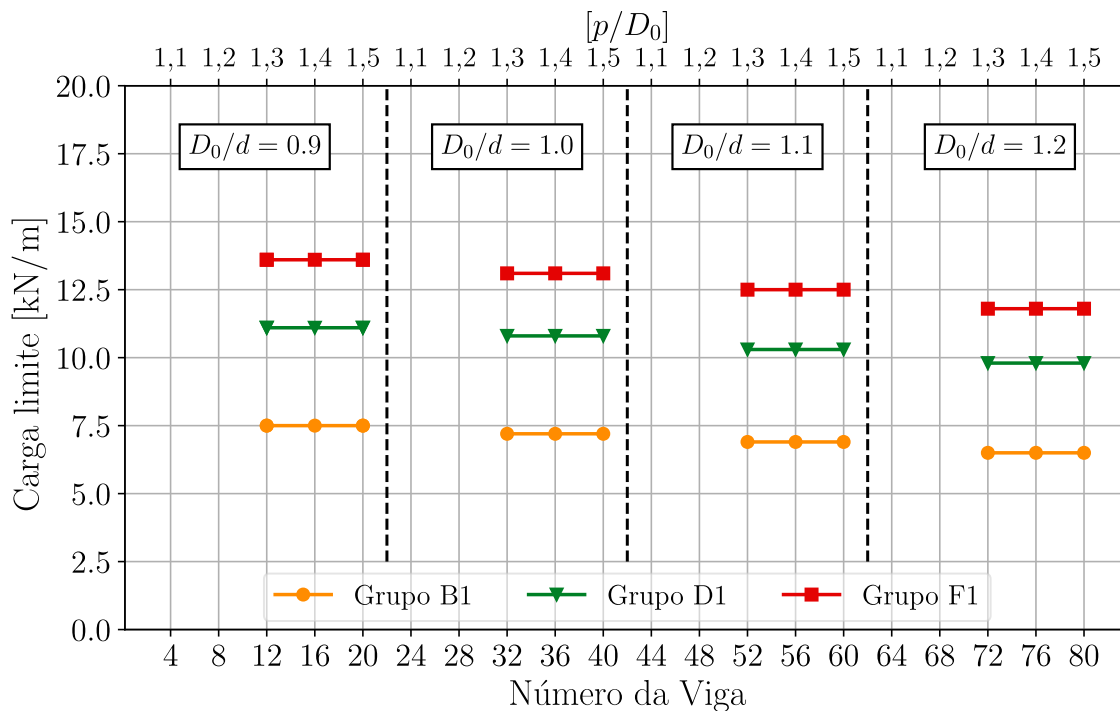 [p/D₀]
1,1 1,2 1,3 1,4 1,5 1,1 1,2 1,3 1,4 1,5 1,1 1,2 1,3 1,4 1,5 1,1 1,2 1,3 1,4 1,5
20.0
D₀/d = 0.9 D₀/d = 1.0 D₀/d = 1.1 D₀/d = 1.2
17.5
15.0
12.5
10.0
7.5
5.0
2.5
0.0
Carga limite [kN/m]
Grupo B1 Grupo D1 Grupo F1
4 8 12 16 20 24 28 32 36 40 44 48 52 56 60 64 68 72 76 80
Número da Viga